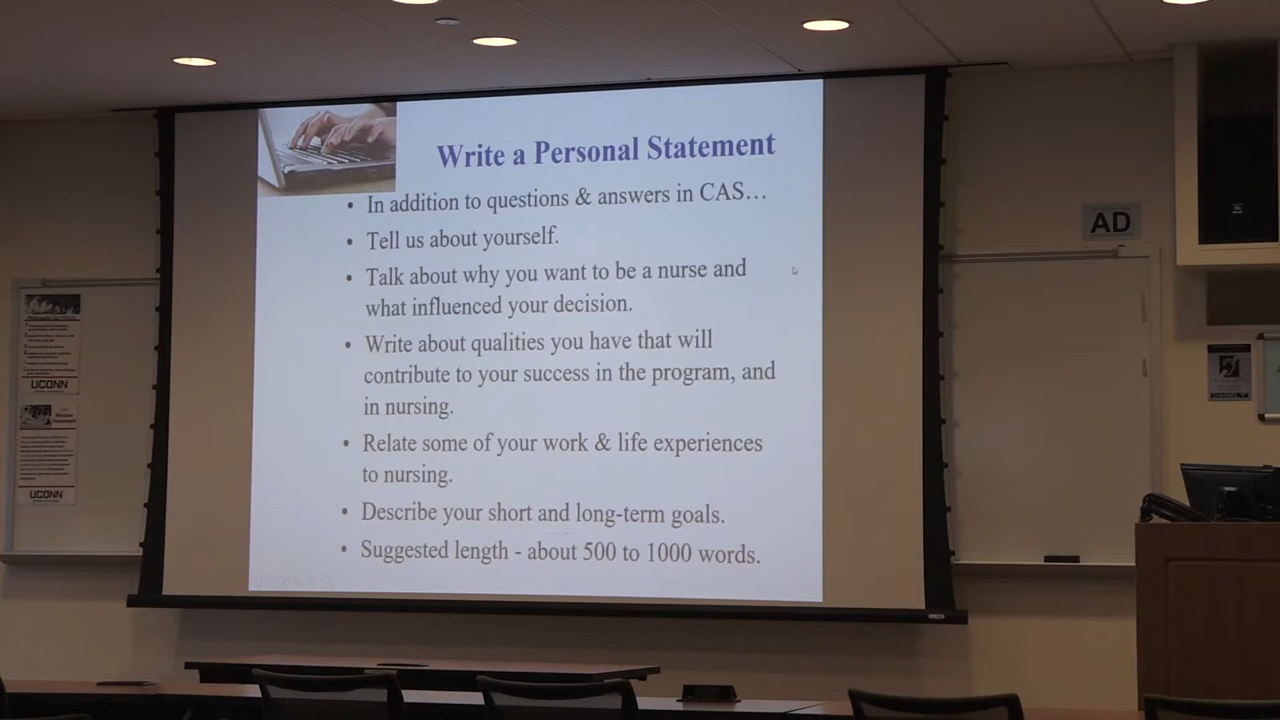 Write a Personal Statement
• In addition to questions & answers in CAS…
• Tell us about yourself.
• Talk about why you want to be a nurse and
what influenced your decision.
• Write about qualities you have that will
contribute to your success in the program, and
in nursing.
• Relate some of your work & life experiences
to nursing.
• Describe your short and long-term goals.
• Suggested length - about 500 to 1000 words.
AD
UCONN
Mission
Statement
UCONN